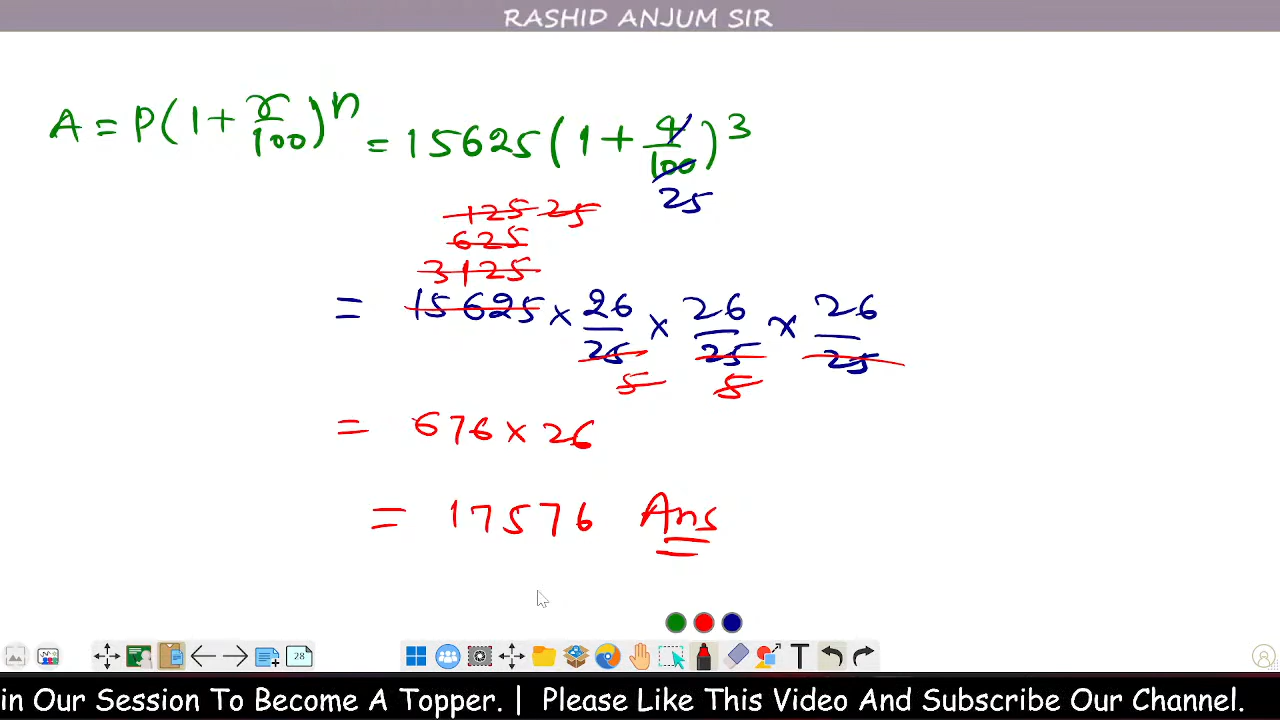 RASHID ANJUM SIR
A = P(1 + r/100)^n = 15625(1 + 4/100)^3
25
125 25
625
3125
= 15625 × 26/25 × 26/25 × 26/25
5 5
= 676 × 26
= 17576 Ans
28
T
in Our Session To Become A Topper. | Please Like This Video And Subscribe Our Channel.